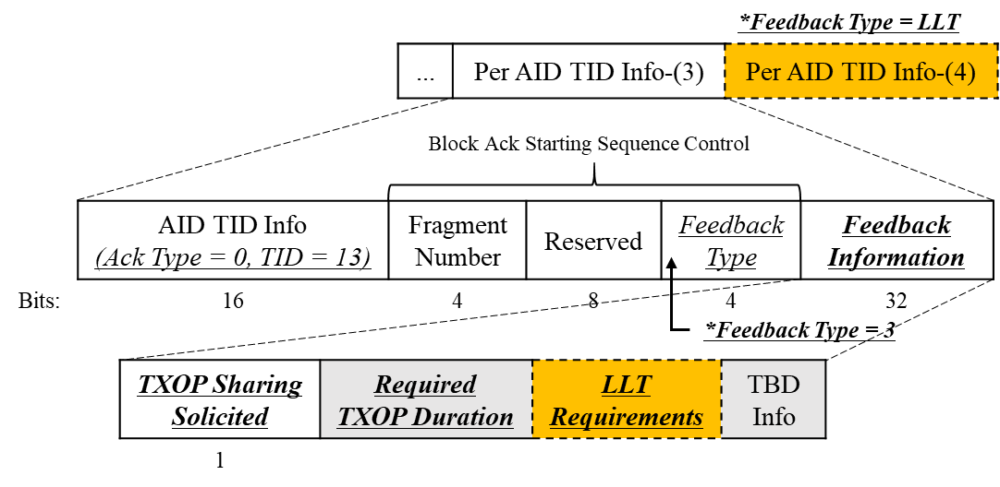 *Feedback Type = LLT
... Per AID TID Info-(3) Per AID TID Info-(4)
Block Ack Starting Sequence Control
AID TID Info
(Ack Type = 0, TID = 13)
Fragment
Number
Reserved
Feedback
Type
Feedback
Information
Bits: 16 4 8 4 32
*Feedback Type = 3
TXOP Sharing
Solicited
Required
TXOP Duration
LLT
Requirements
TBD
Info
1